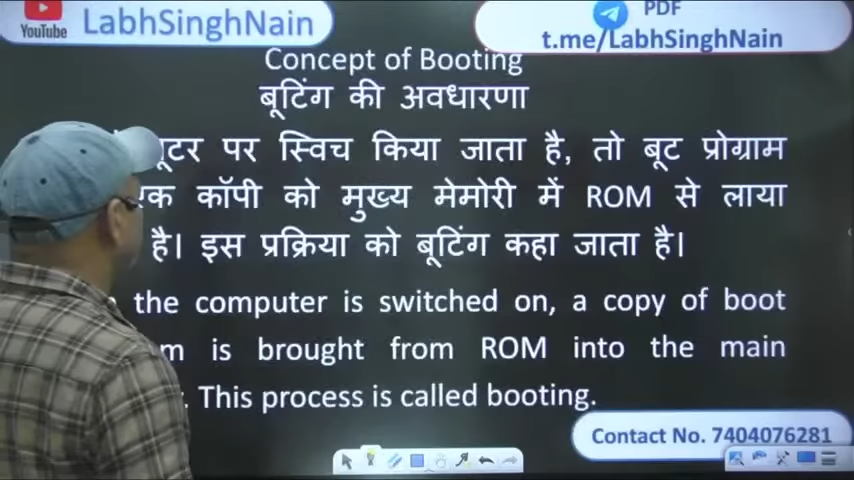 YouTube
LabhSinghNain
PDF
t.me/LabhSinghNain
Concept of Booting
बूटिंग की अवधारणा
पर स्विच किया जाता है, तो बूट प्रोग्राम
कॉपी को मुख्य मेमोरी में ROM से लाया
है। इस प्रक्रिया को बूटिंग कहा जाता है।
the computer is switched on, a copy of boot
is brought from ROM into the main
This process is called booting.
Contact No. 7404076281